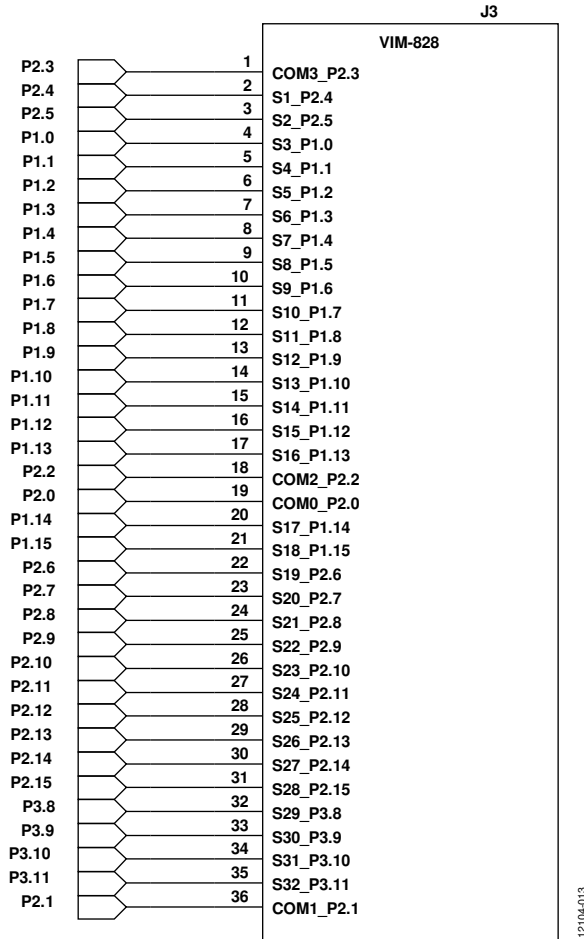 J3
VIM-828
P2.3 1 COM3_P2.3
P2.4 2 S1_P2.4
P2.5 3 S2_P2.5
P1.0 4 S3_P1.0
P1.1 5 S4_P1.1
P1.2 6 S5_P1.2
P1.3 7 S6_P1.3
P1.4 8 S7_P1.4
P1.5 9 S8_P1.5
P1.6 10 S9_P1.6
P1.7 11 S10_P1.7
P1.8 12 S11_P1.8
P1.9 13 S12_P1.9
P1.10 14 S13_P1.10
P1.11 15 S14_P1.11
P1.12 16 S15_P1.12
P1.13 17 S16_P1.13
P2.2 18 COM2_P2.2
P2.0 19 COM0_P2.0
P1.14 20 S17_P1.14
P1.15 21 S18_P1.15
P2.6 22 S19_P2.6
P2.7 23 S20_P2.7
P2.8 24 S21_P2.8
P2.9 25 S22_P2.9
P2.10 26 S23_P2.10
P2.11 27 S24_P2.11
P2.12 28 S25_P2.12
P2.13 29 S26_P2.13
P2.14 30 S27_P2.14
P2.15 31 S28_P2.15
P3.8 32 S29_P3.8
P3.9 33 S30_P3.9
P3.10 34 S31_P3.10
P3.11 35 S32_P3.11
P2.1 36 COM1_P2.1
12104-013